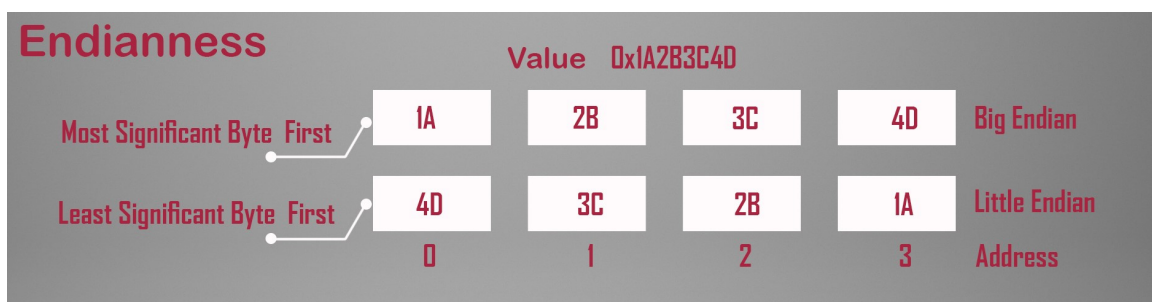 Endianness
Value 0x1A2B3C4D
Most Significant Byte First 1A 2B 3C 4D Big Endian
Least Significant Byte First 4D 3C 2B 1A Little Endian
0 1 2 3 Address